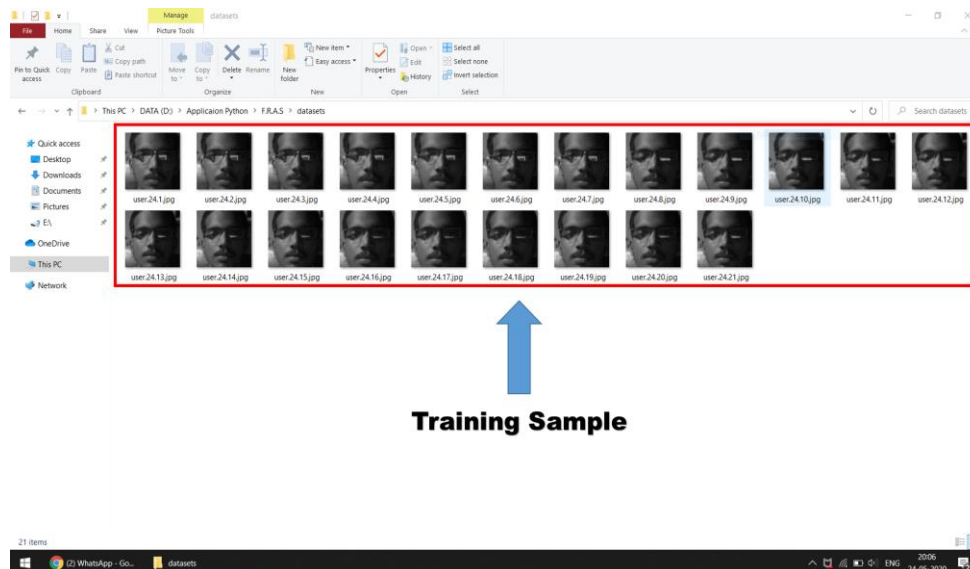 Manage datasets
File Home Share View Picture Tools
Pin to Quick access
Copy
Paste
Cut
Copy path
Paste shortcut
Clipboard
Move to
Copy to
Delete
Rename
Organize
New folder
New item
Easy access
New
Properties
Open
Edit
History
Open
Select all
Select none
Invert selection
Select
This PC > DATA (D:) > Applicaion Python > F.R.A.S > datasets
Search datasets
Quick access
Desktop
Downloads
Documents
Pictures
E:\
OneDrive
This PC
Network
user.24.1.jpg user.24.2.jpg user.24.3.jpg user.24.4.jpg user.24.5.jpg user.24.6.jpg user.24.7.jpg user.24.8.jpg user.24.9.jpg user.24.10.jpg user.24.11.jpg user.24.12.jpg
user.24.13.jpg user.24.14.jpg user.24.15.jpg user.24.16.jpg user.24.17.jpg user.24.18.jpg user.24.19.jpg user.24.20.jpg user.24.21.jpg
Training Sample
21 items
(2) WhatsApp - Go... datasets ENG 20:06
24-05-2020